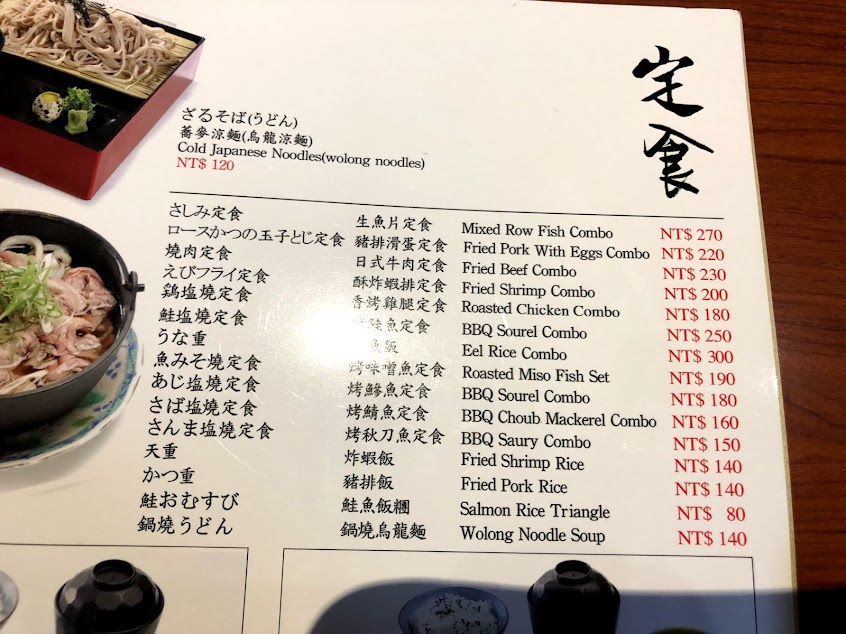 定食
ざるそば(うどん)
蕎麥涼麵(烏龍涼麵)
Cold Japanese Noodles(wolong noodles)
NT$ 120
さしみ定食 生魚片定食 Mixed Row Fish Combo NT$ 270
ロースかつの玉子とじ定食 豬排滑蛋定食 Fried Pork With Eggs Combo NT$ 220
燒肉定食 日式牛肉定食 Fried Beef Combo NT$ 230
えびフライ定食 酥炸蝦排定食 Fried Shrimp Combo NT$ 200
鶏塩燒定食 香烤雞腿定食 Roasted Chicken Combo NT$ 180
鮭塩燒定食 鮭魚定食 BBQ Sourel Combo NT$ 250
うな重 魚飯 Eel Rice Combo NT$ 300
魚みそ燒定食 烤味噌魚定食 Roasted Miso Fish Set NT$ 190
あじ塩燒定食 烤鰺魚定食 BBQ Sourel Combo NT$ 180
さば塩燒定食 烤鯖魚定食 BBQ Choub Mackerel Combo NT$ 160
さんま塩燒定食 烤秋刀魚定食 BBQ Saury Combo NT$ 150
天重 炸蝦飯 Fried Shrimp Rice NT$ 140
かつ重 豬排飯 Fried Pork Rice NT$ 140
鮭おむすび 鮭魚飯糰 Salmon Rice Triangle NT$ 80
鍋燒うどん 鍋燒烏龍麵 Wolong Noodle Soup NT$ 140